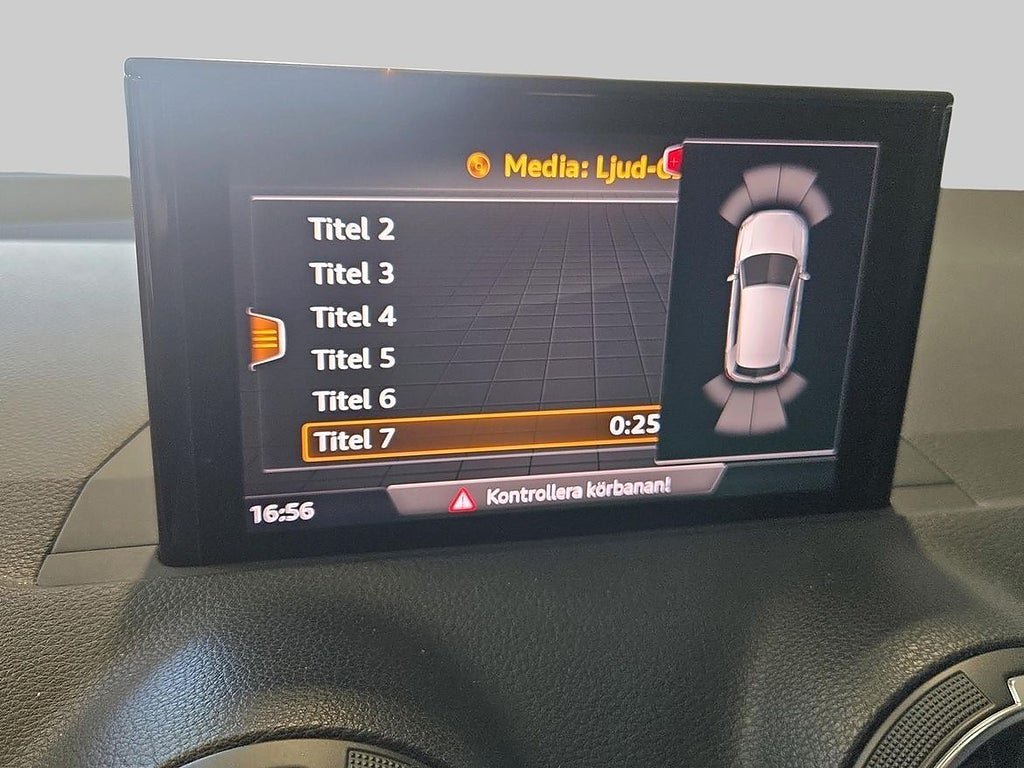 Media: Ljud-
Titel 2
Titel 3
Titel 4
Titel 5
Titel 6
Titel 7 0:25
16:56 Kontrollera körbanan!